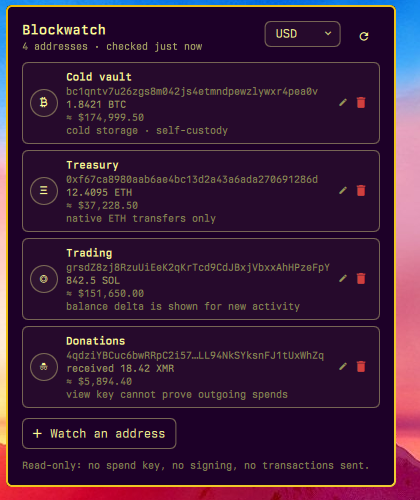 Blockwatch
4 addresses · checked just now
USD
Cold vault
bc1qntv7u26zgs8m042js4etmndpewzlywxr4pea0v
1.8421 BTC
≈ $174,999.50
cold storage · self-custody
Treasury
0xf67ca8980aab6ae4bc13d2a43a6ada270691286d
12.4095 ETH
≈ $37,228.50
native ETH transfers only
Trading
grsdZ8zj8RzuUiEeK2qKrTcd9CdJBxjVbxxAhHPzeFpY
842.5 SOL
≈ $151,650.00
balance delta is shown for new activity
Donations
4qdziYBCuc6bwRRpC2i57…LL94NkSYksnFJ1tUxWhZq
received 18.42 XMR
≈ $5,894.40
view key cannot prove outgoing spends
+ Watch an address
Read-only: no spend key, no signing, no transactions sent.